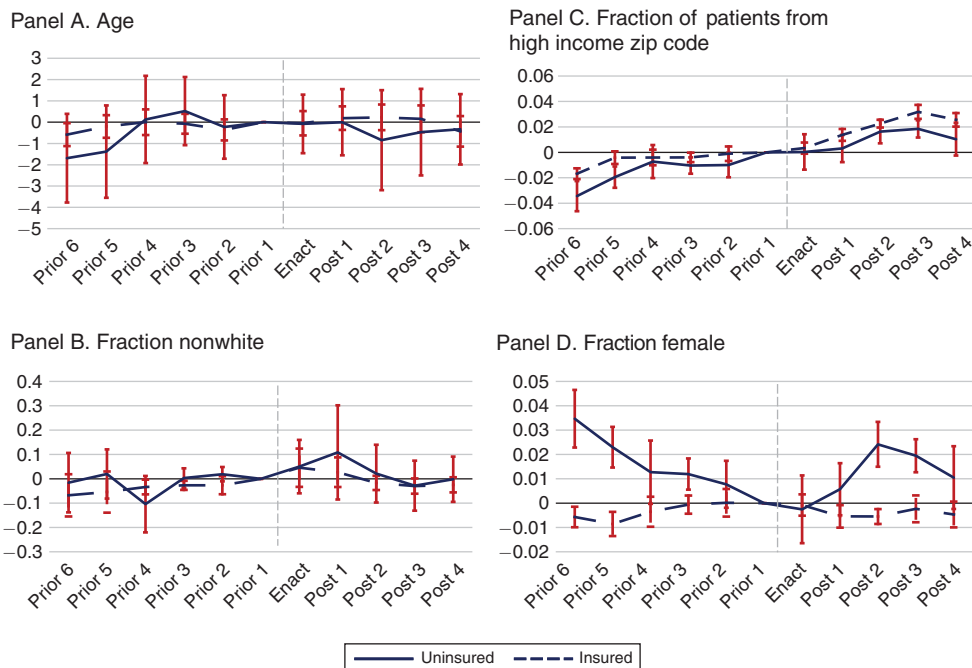 Panel A. Age
3
2
1
0
−1
−2
−3
−4
−5
Prior 6
Prior 5
Prior 4
Prior 3
Prior 2
Prior 1
Enact
Post 1
Post 2
Post 3
Post 4
Panel C. Fraction of patients from
high income zip code
0.06
0.04
0.02
0
−0.02
−0.04
−0.06
Prior 6
Prior 5
Prior 4
Prior 3
Prior 2
Prior 1
Enact
Post 1
Post 2
Post 3
Post 4
Panel B. Fraction nonwhite
0.4
0.3
0.2
0.1
0
−0.1
−0.2
−0.3
Prior 6
Prior 5
Prior 4
Prior 3
Prior 2
Prior 1
Enact
Post 1
Post 2
Post 3
Post 4
Panel D. Fraction female
0.05
0.04
0.03
0.02
0.01
0
−0.01
−0.02
Prior 6
Prior 5
Prior 4
Prior 3
Prior 2
Prior 1
Enact
Post 1
Post 2
Post 3
Post 4
Uninsured
Insured